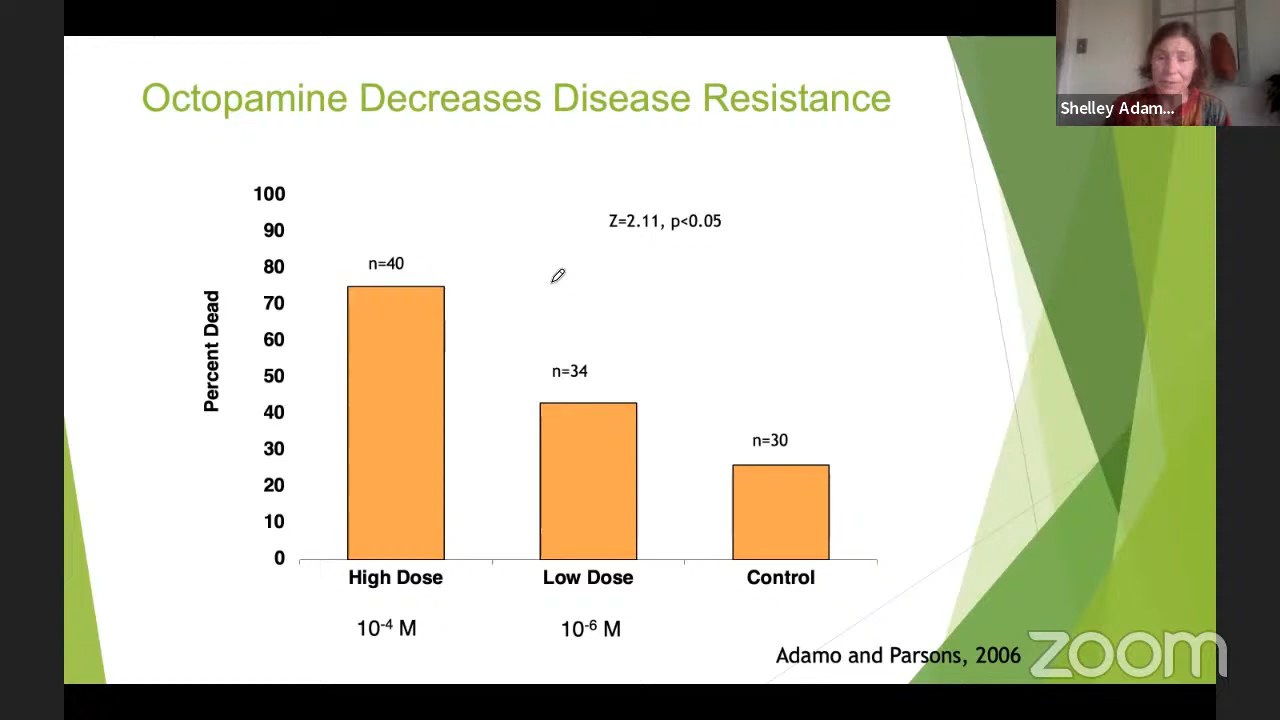 Octopamine Decreases Disease Resistance
Shelley Adam...
100
90
80
70
60
50
40
30
20
10
0
Percent Dead
Z=2.11, p<0.05
n=40
n=34
n=30
High Dose
Low Dose
Control
10⁻⁴ M
10⁻⁶ M
Adamo and Parsons, 2006
zoom